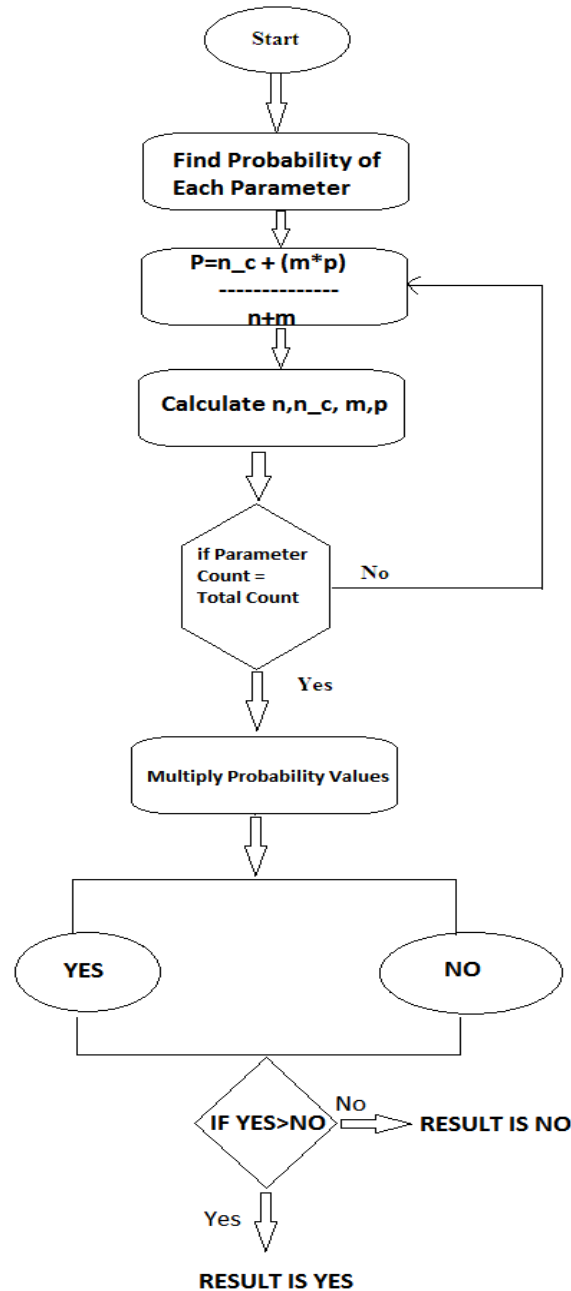 Start
Find Probability of
Each Parameter
P=n_c + (m*p)
--------------
n+m
Calculate n,n_c, m,p
if Parameter
Count =
Total Count
No
Yes
Multiply Probability Values
YES
NO
IF YES>NO
No
RESULT IS NO
Yes
RESULT IS YES